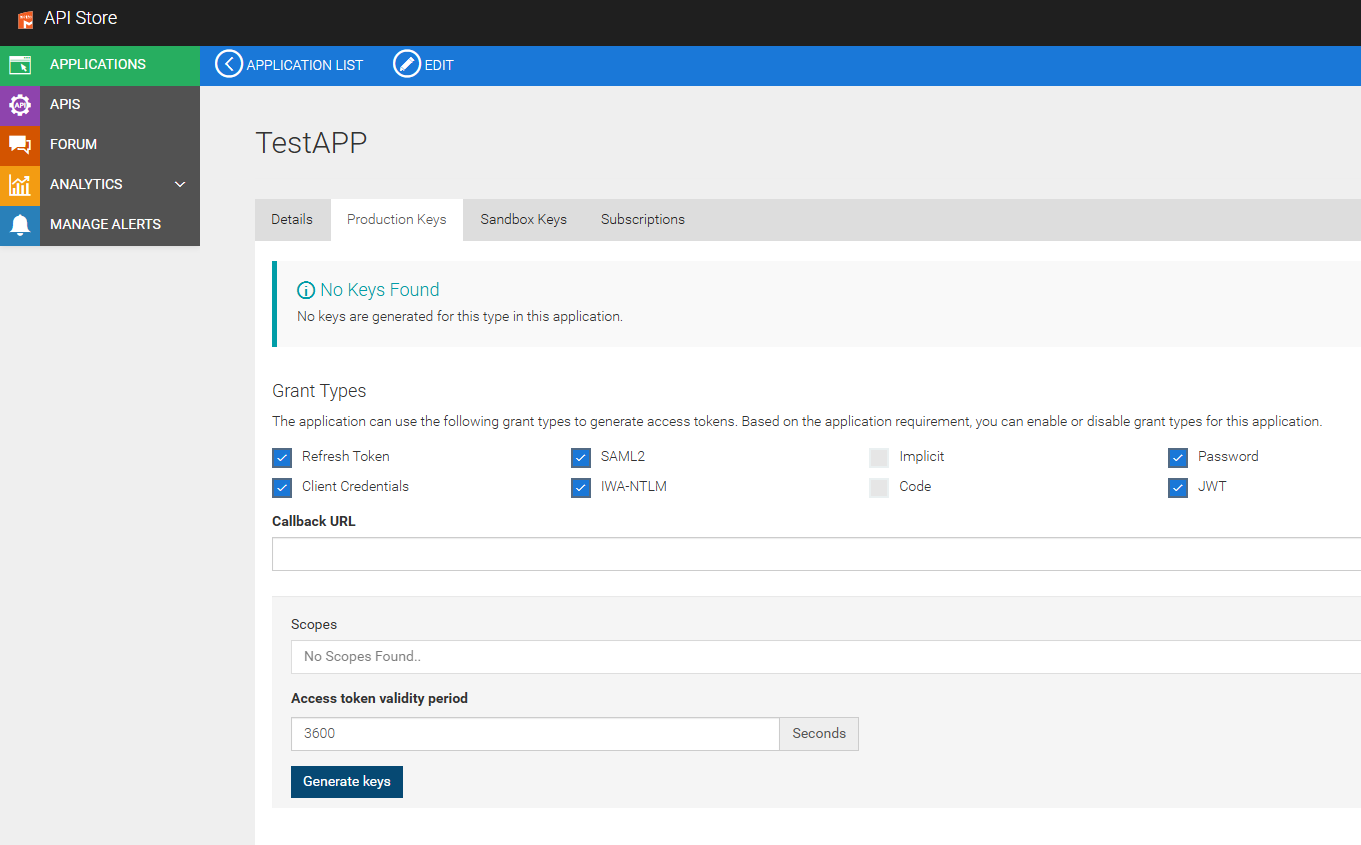 API Store
APPLICATIONS
APPLICATION LIST
EDIT
API
APIS
FORUM
ANALYTICS
MANAGE ALERTS
TestAPP
Details
Production Keys
Sandbox Keys
Subscriptions
No Keys Found
No keys are generated for this type in this application.
Grant Types
The application can use the following grant types to generate access tokens. Based on the application requirement, you can enable or disable grant types for this application.
Refresh Token
SAML2
Implicit
Password
Client Credentials
IWA-NTLM
Code
JWT
Callback URL
Scopes
No Scopes Found..
Access token validity period
3600
Seconds
Generate keys